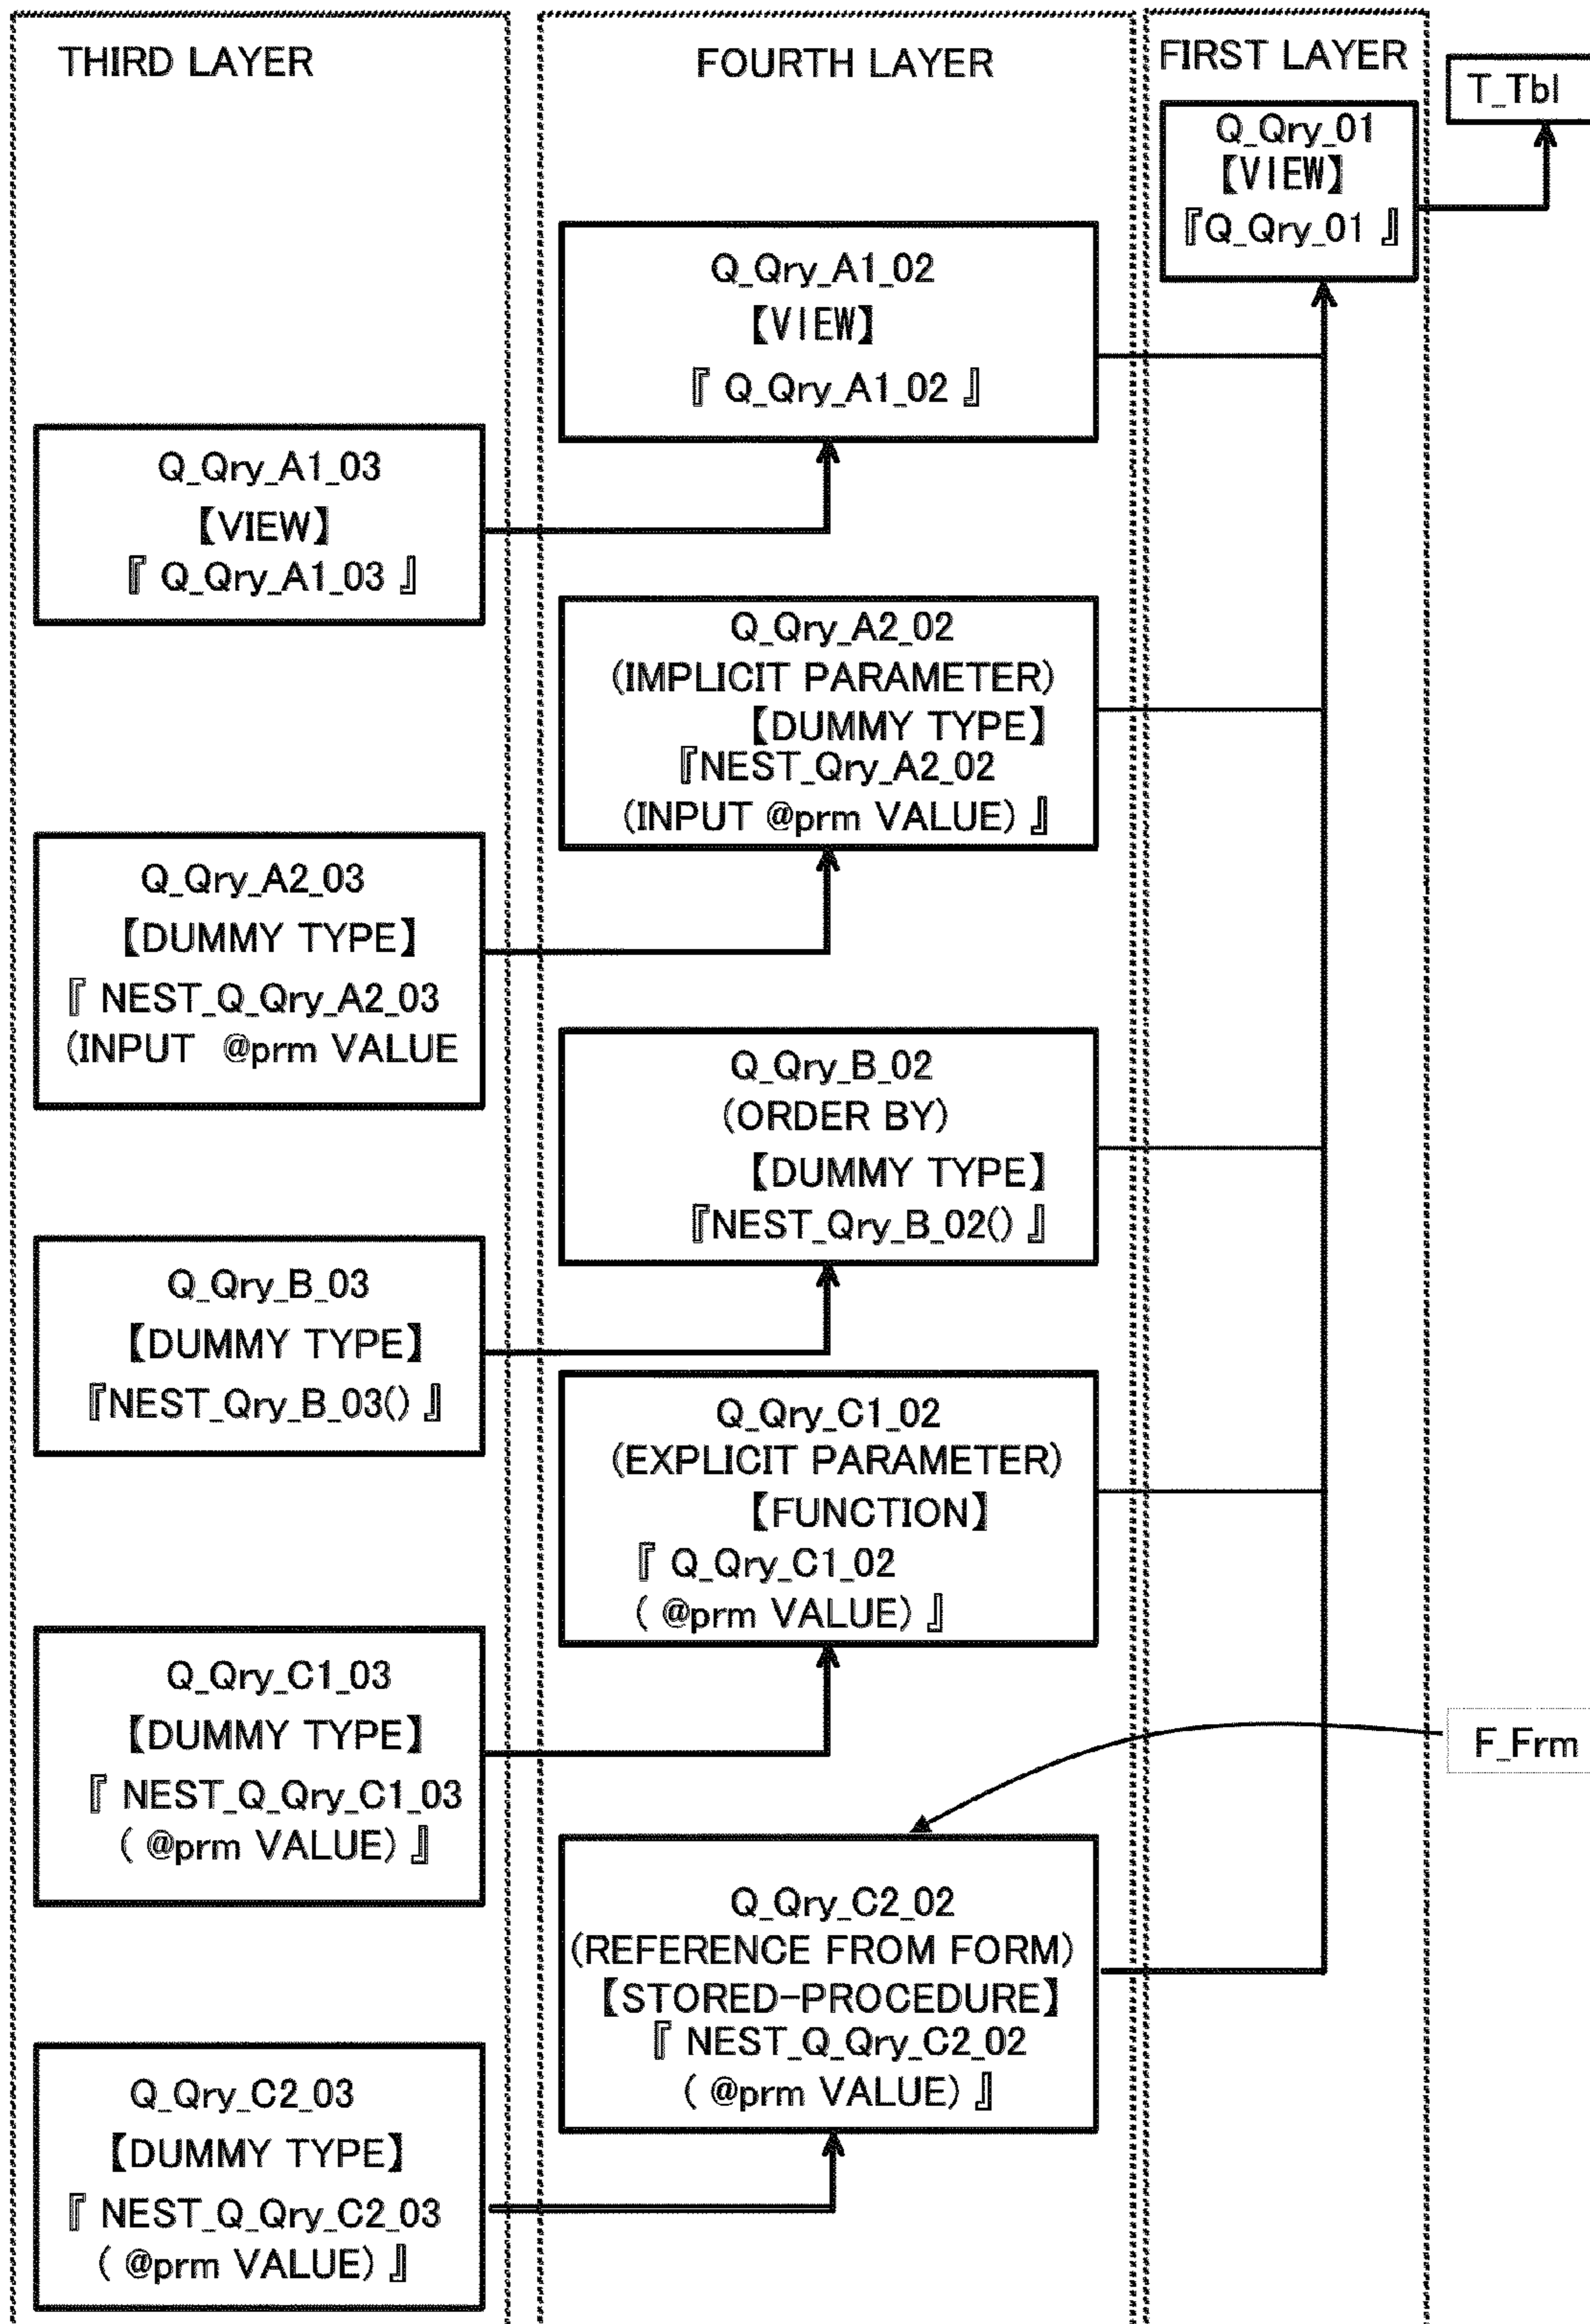 THIRD LAYER
Q_Qry_A1_03
【VIEW】
『 Q_Qry_A1_03 』
Q_Qry_A2_03
【DUMMY TYPE】
『 NEST_Q_Qry_A2_03
(INPUT @prm VALUE
Q_Qry_B_03
【DUMMY TYPE】
『NEST_Qry_B_03() 』
Q_Qry_C1_03
【DUMMY TYPE】
『 NEST_Q_Qry_C1_03
( @prm VALUE) 』
Q_Qry_C2_03
【DUMMY TYPE】
『 NEST_Q_Qry_C2_03
( @prm VALUE) 』
FOURTH LAYER
Q_Qry_A1_02
【VIEW】
『 Q_Qry_A1_02 』
Q_Qry_A2_02
(IMPLICIT PARAMETER)
【DUMMY TYPE】
『NEST_Qry_A2_02
(INPUT @prm VALUE) 』
Q_Qry_B_02
(ORDER BY)
【DUMMY TYPE】
『NEST_Qry_B_02() 』
Q_Qry_C1_02
(EXPLICIT PARAMETER)
【FUNCTION】
『 Q_Qry_C1_02
( @prm VALUE) 』
Q_Qry_C2_02
(REFERENCE FROM FORM)
【STORED-PROCEDURE】
『 NEST_Q_Qry_C2_02
( @prm VALUE) 』
FIRST LAYER
Q_Qry_01
【VIEW】
『Q_Qry_01 』
T_Tbl
F_Frm